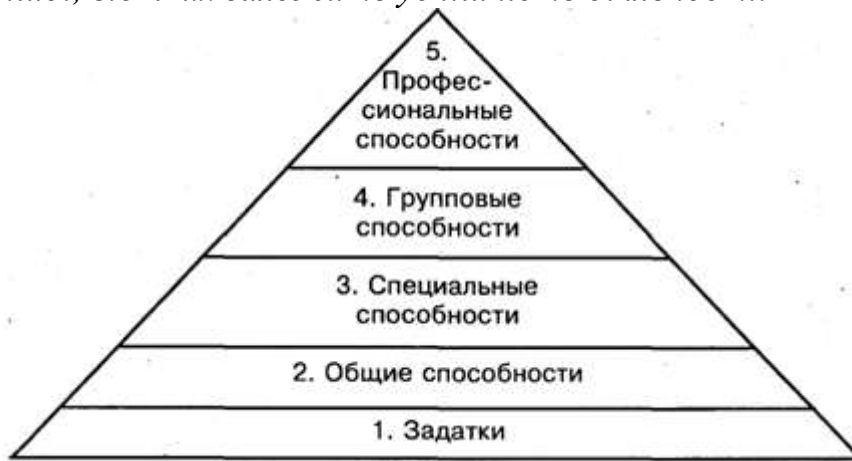 5.
Профес-
сиональные
способности
4. Групповые
способности
3. Специальные
способности
2. Общие способности
1. Задатки